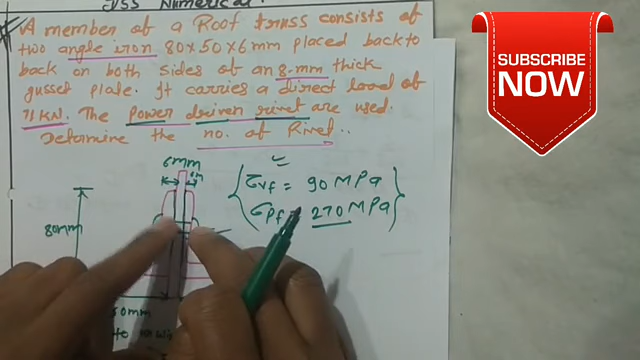 DSS Numerical
A member of a Roof truss consists of
two angle iron 80×50×6mm placed back to
back on both sides of an 8-mm thick
gusset plate. It carries a direct load of
71 KN. The Power driven rivet are used.
Determine the no. of Rivet..
SUBSCRIBE
NOW
6mm
τvf = 90 MPa
σpf = 270 MPa
80mm
50mm
to